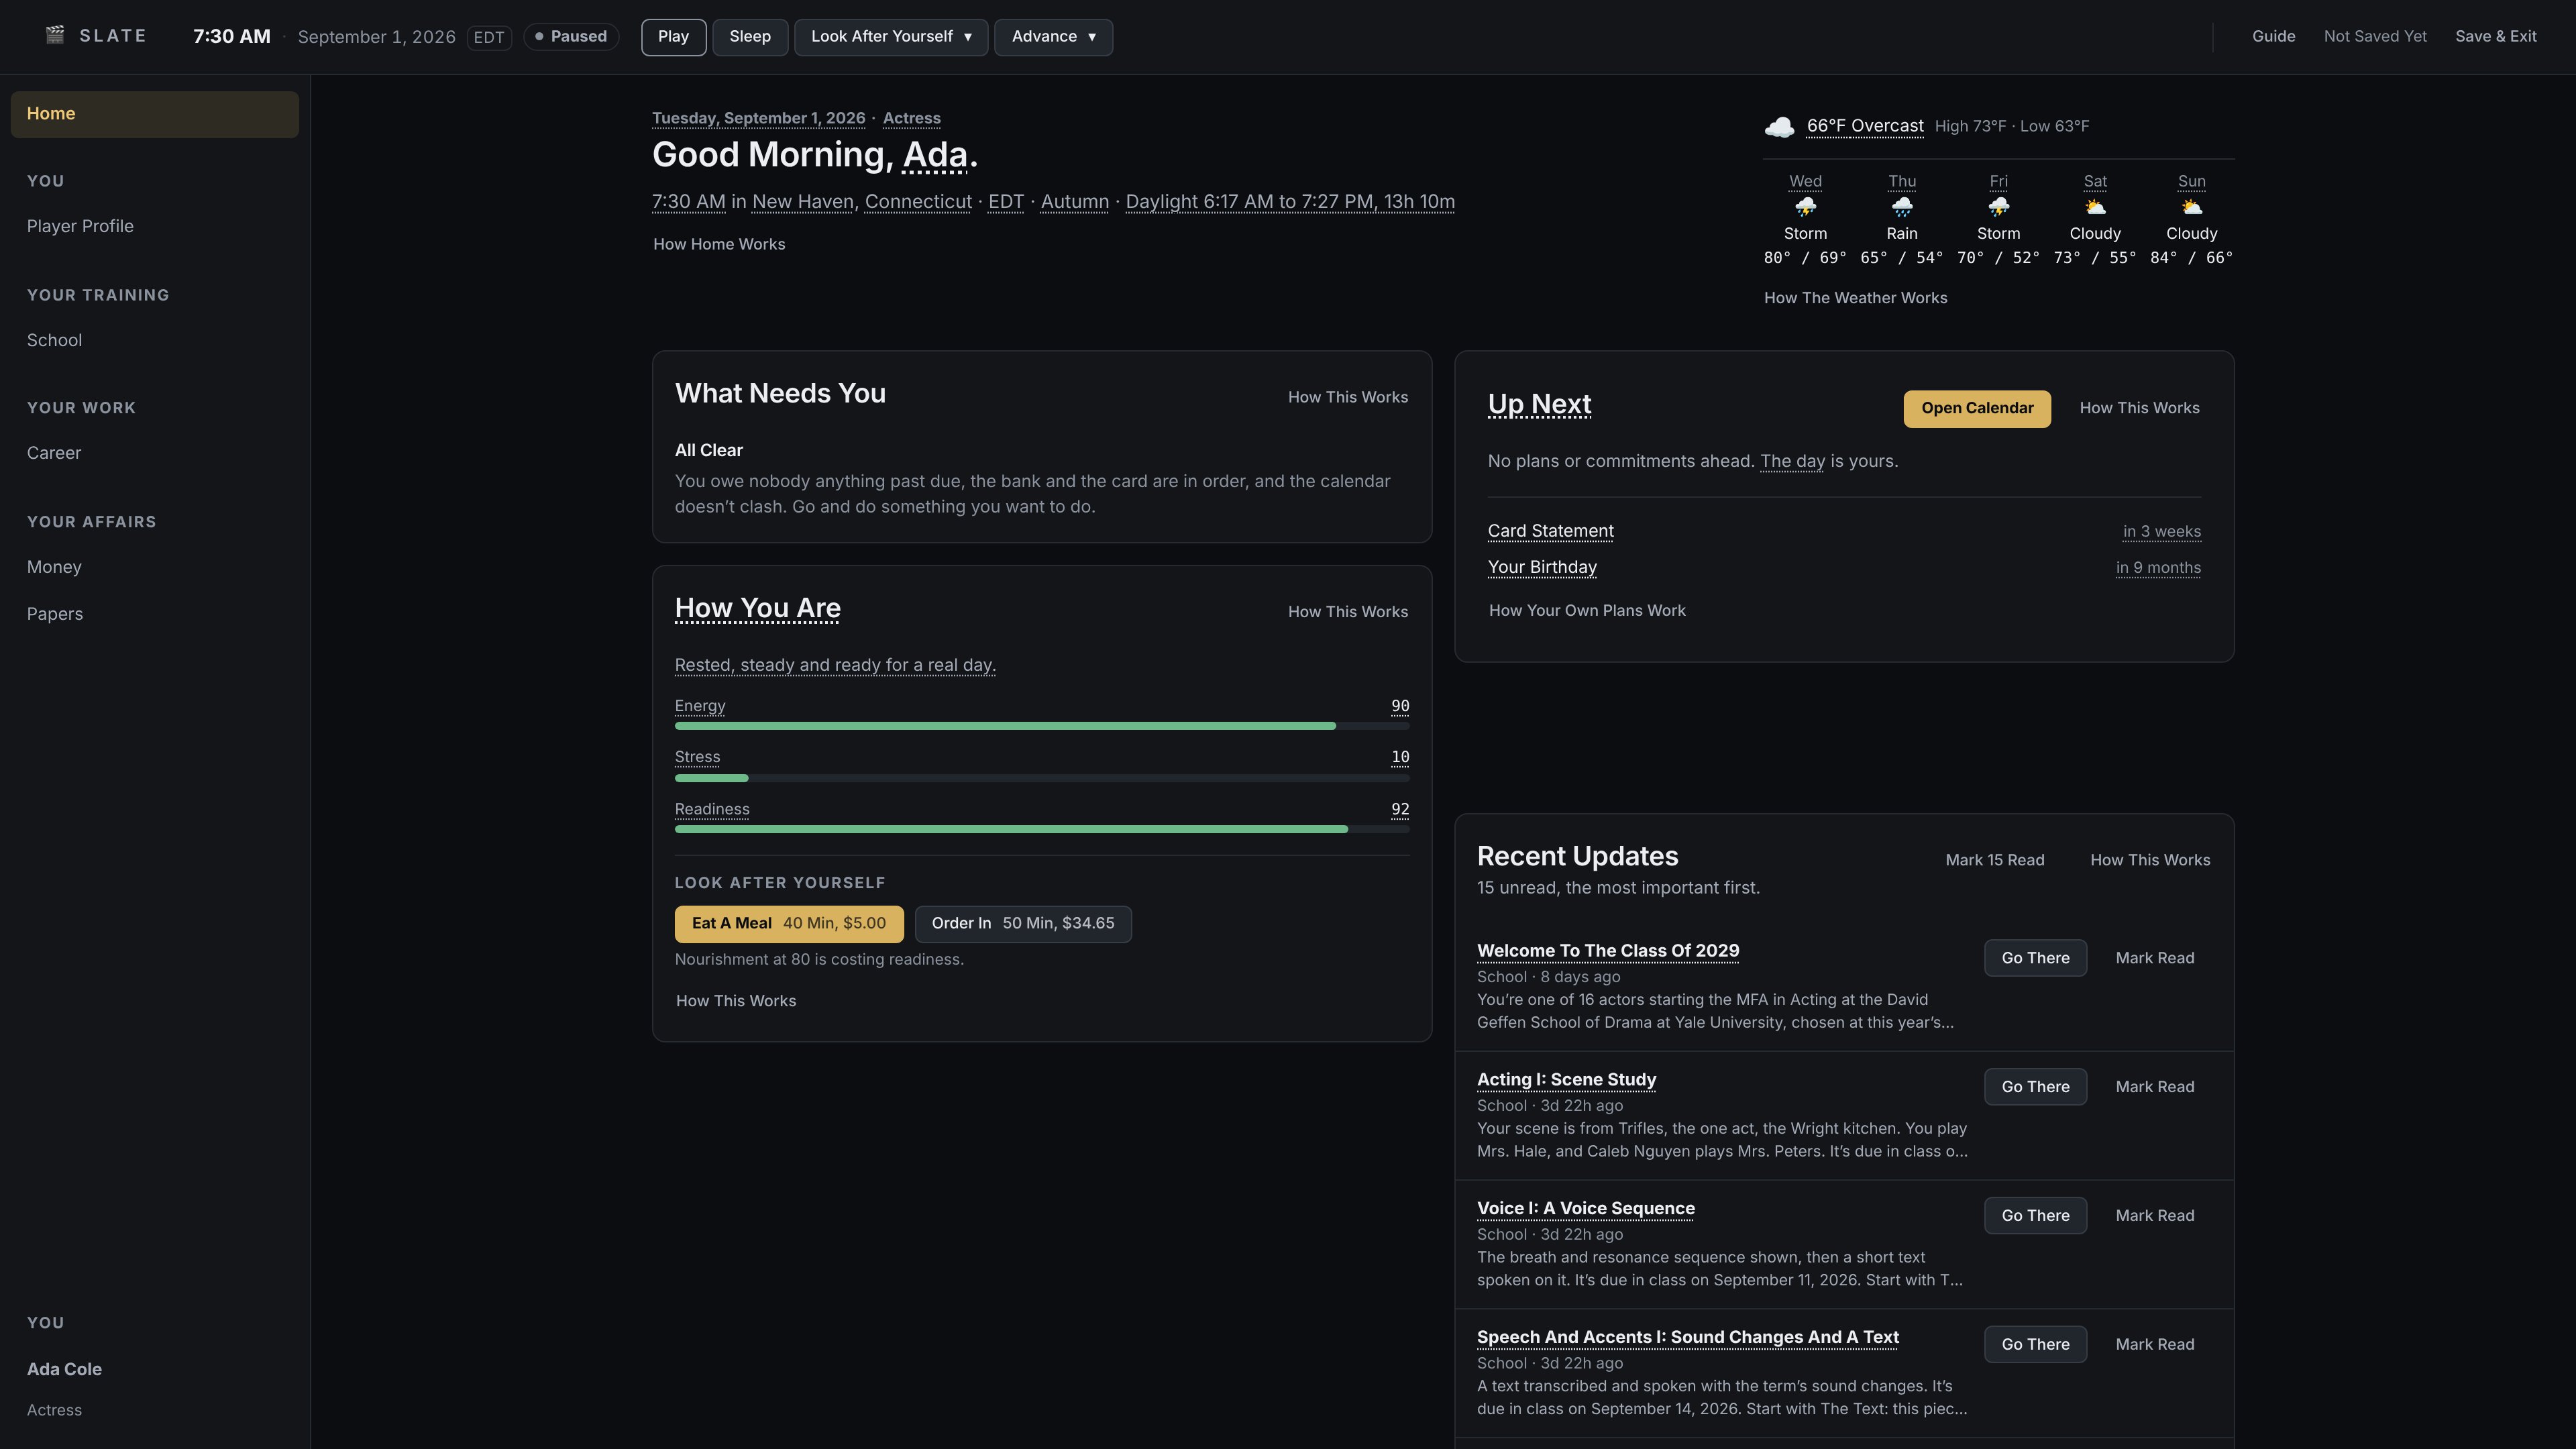 SLATE
7:30 AM · September 1, 2026 EDT Paused
Play Sleep Look After Yourself ▾ Advance ▾
Guide Not Saved Yet Save & Exit
Home
YOU
Player Profile
YOUR TRAINING
School
YOUR WORK
Career
YOUR AFFAIRS
Money
Papers
YOU
Ada Cole
Actress
Tuesday, September 1, 2026 · Actress
Good Morning, Ada.
7:30 AM in New Haven, Connecticut · EDT · Autumn · Daylight 6:17 AM to 7:27 PM, 13h 10m
How Home Works
66°F Overcast High 73°F · Low 63°F
Wed Thu Fri Sat Sun
Storm Rain Storm Cloudy Cloudy
80° / 69° 65° / 54° 70° / 52° 73° / 55° 84° / 66°
How The Weather Works
What Needs You How This Works
All Clear
You owe nobody anything past due, the bank and the card are in order, and the calendar
doesn’t clash. Go and do something you want to do.
How You Are How This Works
Rested, steady and ready for a real day.
Energy 90
Stress 10
Readiness 92
LOOK AFTER YOURSELF
Eat A Meal 40 Min, $5.00 Order In 50 Min, $34.65
Nourishment at 80 is costing readiness.
How This Works
Up Next Open Calendar How This Works
No plans or commitments ahead. The day is yours.
Card Statement in 3 weeks
Your Birthday in 9 months
How Your Own Plans Work
Recent Updates Mark 15 Read How This Works
15 unread, the most important first.
Welcome To The Class Of 2029 Go There Mark Read
School · 8 days ago
You’re one of 16 actors starting the MFA in Acting at the David
Geffen School of Drama at Yale University, chosen at this year’s…
Acting I: Scene Study Go There Mark Read
School · 3d 22h ago
Your scene is from Trifles, the one act, the Wright kitchen. You play
Mrs. Hale, and Caleb Nguyen plays Mrs. Peters. It’s due in class o…
Voice I: A Voice Sequence Go There Mark Read
School · 3d 22h ago
The breath and resonance sequence shown, then a short text
spoken on it. It’s due in class on September 11, 2026. Start with T…
Speech And Accents I: Sound Changes And A Text Go There Mark Read
School · 3d 22h ago
A text transcribed and spoken with the term’s sound changes. It’s
due in class on September 14, 2026. Start with The Text: this piec…